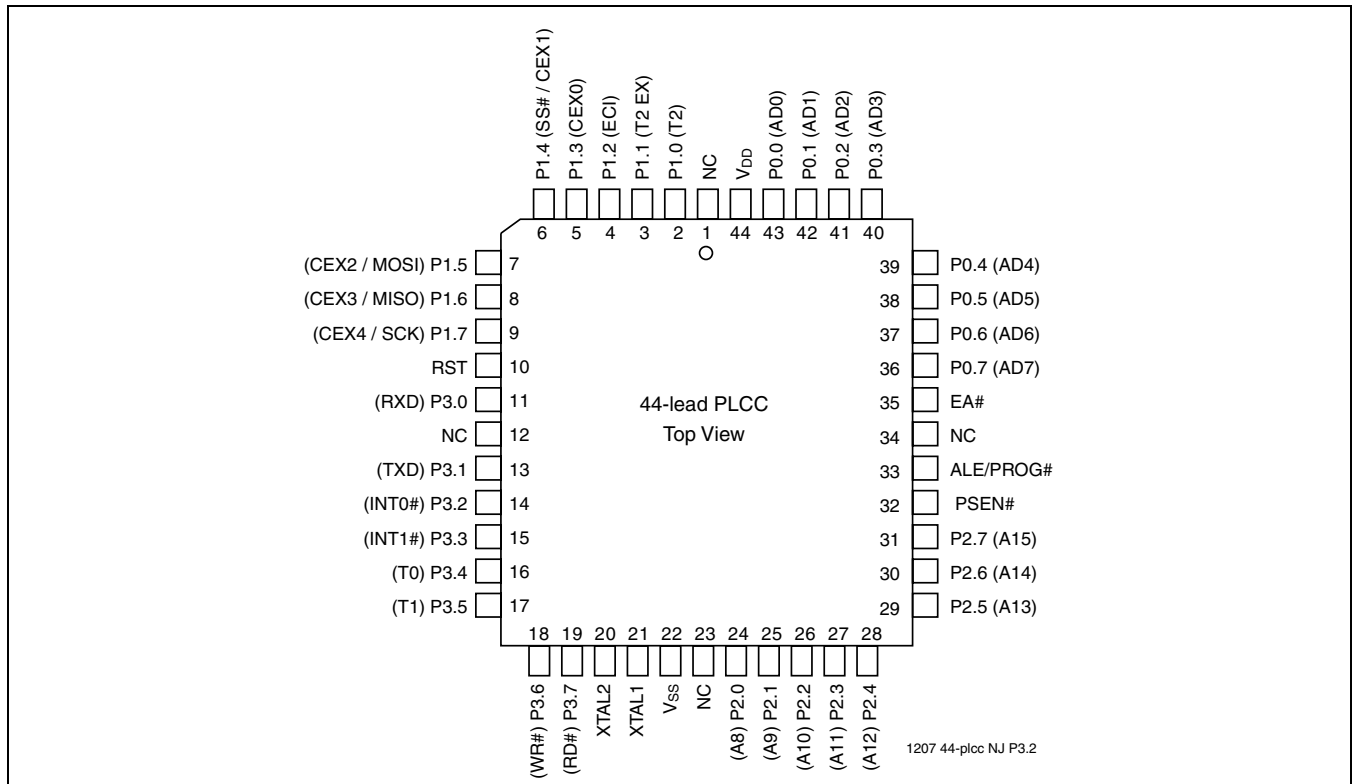 P1.4 (SS# / CEX1)
P1.3 (CEX0)
P1.2 (ECI)
P1.1 (T2 EX)
P1.0 (T2)
NC
VDD
P0.0 (AD0)
P0.1 (AD1)
P0.2 (AD2)
P0.3 (AD3)
6 5 4 3 2 1 44 43 42 41 40
(CEX2 / MOSI) P1.5 7
(CEX3 / MISO) P1.6 8
(CEX4 / SCK) P1.7 9
RST 10
(RXD) P3.0 11
NC 12
(TXD) P3.1 13
(INT0#) P3.2 14
(INT1#) P3.3 15
(T0) P3.4 16
(T1) P3.5 17
44-lead PLCC
Top View
39 P0.4 (AD4)
38 P0.5 (AD5)
37 P0.6 (AD6)
36 P0.7 (AD7)
35 EA#
34 NC
33 ALE/PROG#
32 PSEN#
31 P2.7 (A15)
30 P2.6 (A14)
29 P2.5 (A13)
18 19 20 21 22 23 24 25 26 27 28
(WR#) P3.6
(RD#) P3.7
XTAL2
XTAL1
VSS
NC
(A8) P2.0
(A9) P2.1
(A10) P2.2
(A11) P2.3
(A12) P2.4
1207 44-plcc NJ P3.2